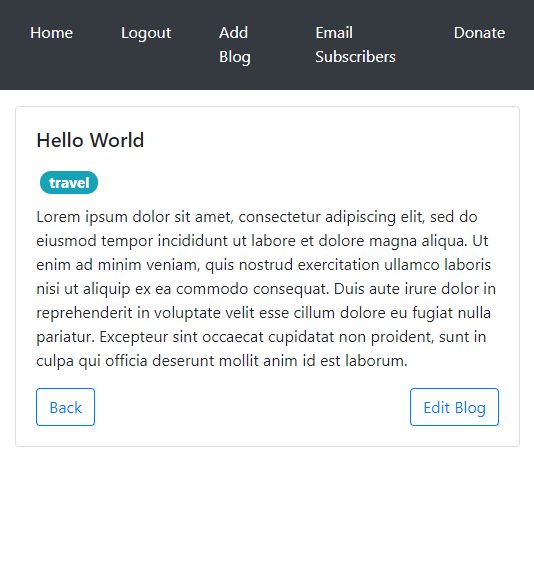 Home Logout Add Blog Email Subscribers Donate
Hello World
travel
Lorem ipsum dolor sit amet, consectetur adipiscing elit, sed do
eiusmod tempor incididunt ut labore et dolore magna aliqua. Ut
enim ad minim veniam, quis nostrud exercitation ullamco laboris
nisi ut aliquip ex ea commodo consequat. Duis aute irure dolor in
reprehenderit in voluptate velit esse cillum dolore eu fugiat nulla
pariatur. Excepteur sint occaecat cupidatat non proident, sunt in
culpa qui officia deserunt mollit anim id est laborum.
Back Edit Blog